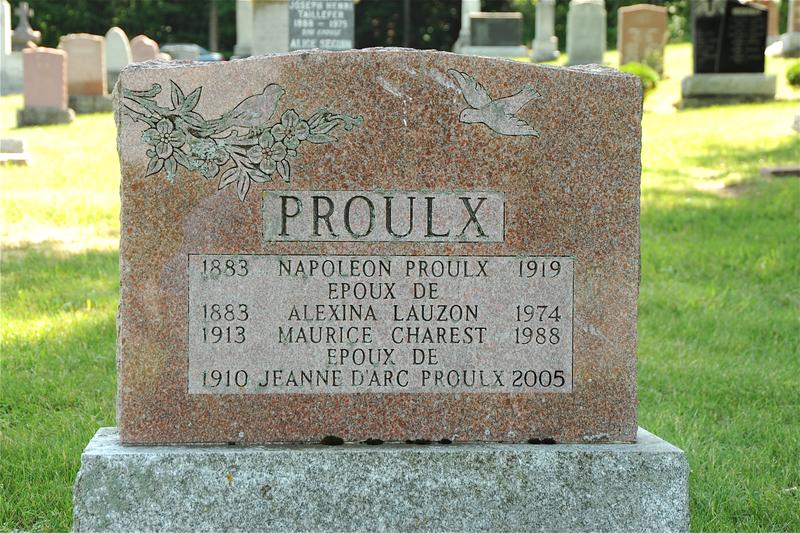 JOSEPH HENRI
TAILLEFER
PROULX
1883 NAPOLEON PROULX 1919
EPOUX DE
1883 ALEXINA LAUZON 1974
1913 MAURICE CHAREST 1988
EPOUX DE
1910 JEANNE D'ARC PROULX 2005